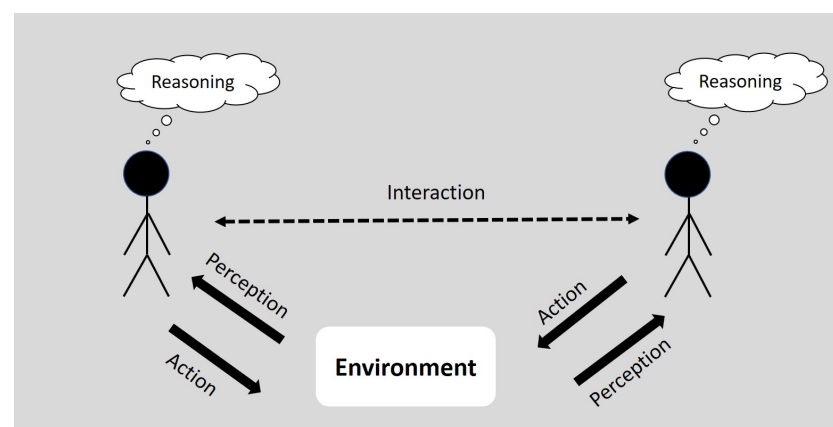 Reasoning
Reasoning
Interaction
Perception
Action
Environment
Action
Perception